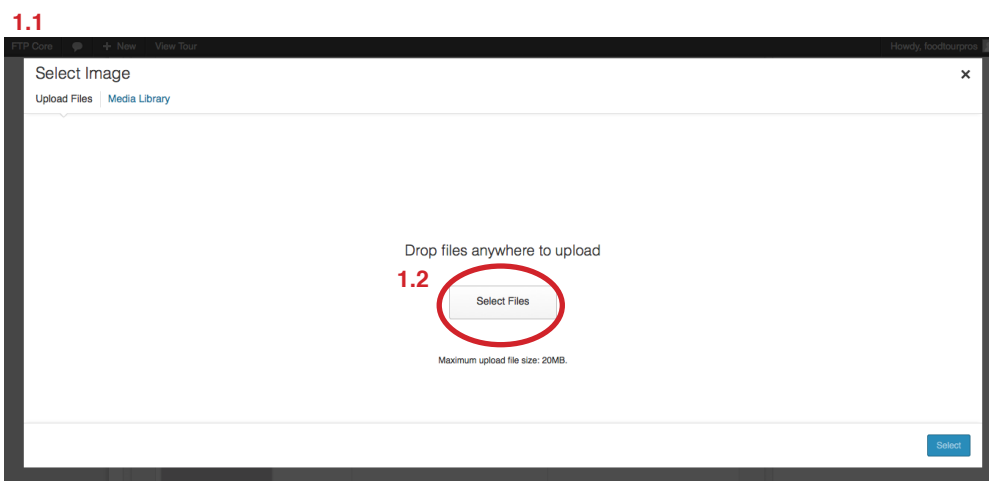 1.1
FTP Core + New View Tour Howdy, foodtourpros
Select Image ×
Upload Files Media Library
Drop files anywhere to upload
1.2
Select Files
Maximum upload file size: 20MB.
Select